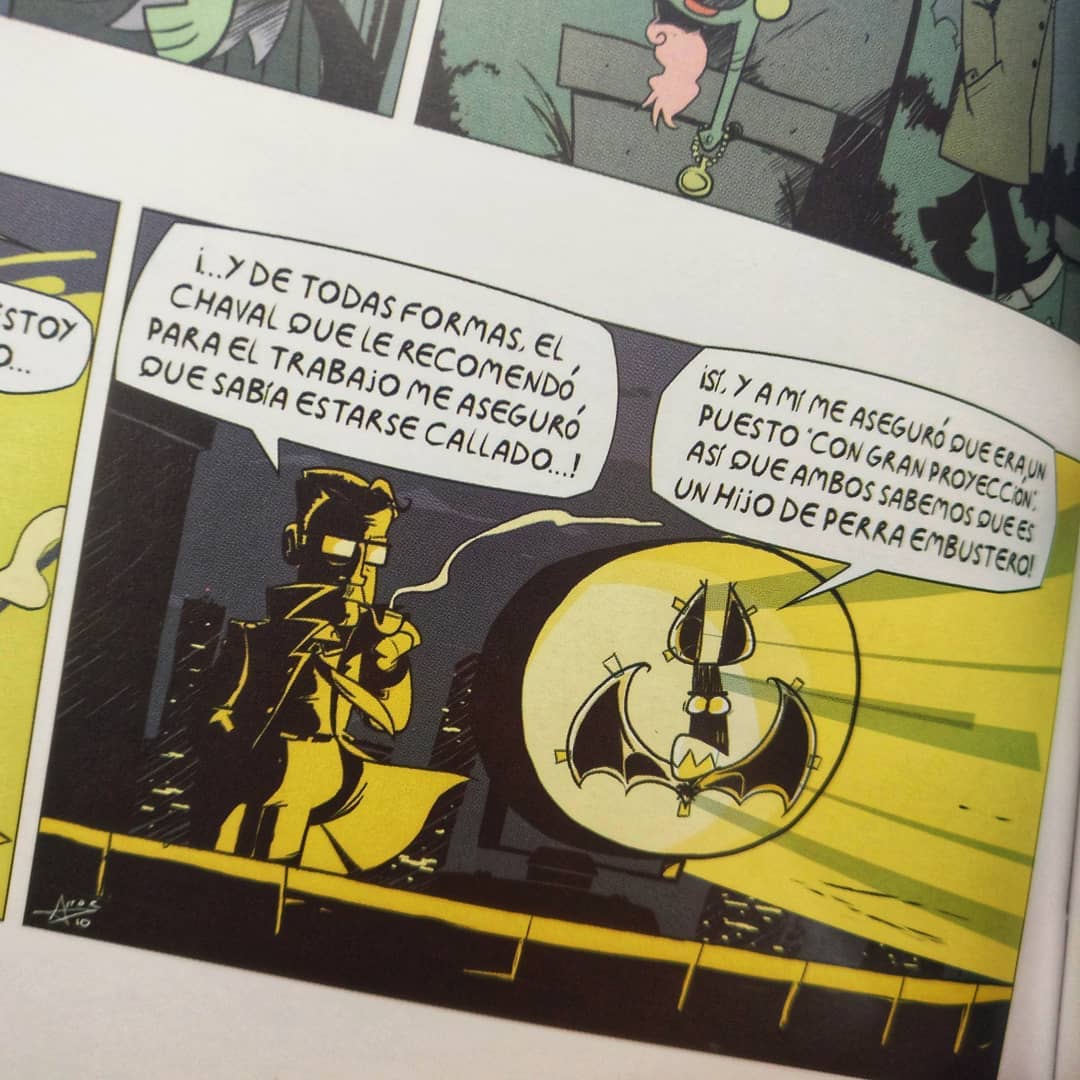 ESTOY
O...
¡...Y DE TODAS FORMAS, EL
CHAVAL QUE LE RECOMENDÓ
PARA EL TRABAJO ME ASEGURÓ
QUE SABÍA ESTARSE CALLADO...!
¡SÍ, Y A MÍ ME ASEGURÓ QUE ERA UN
PUESTO "CON GRAN PROYECCIÓN",
ASÍ QUE AMBOS SABEMOS QUE ES
UN HIJO DE PERRA EMBUSTERO!
10